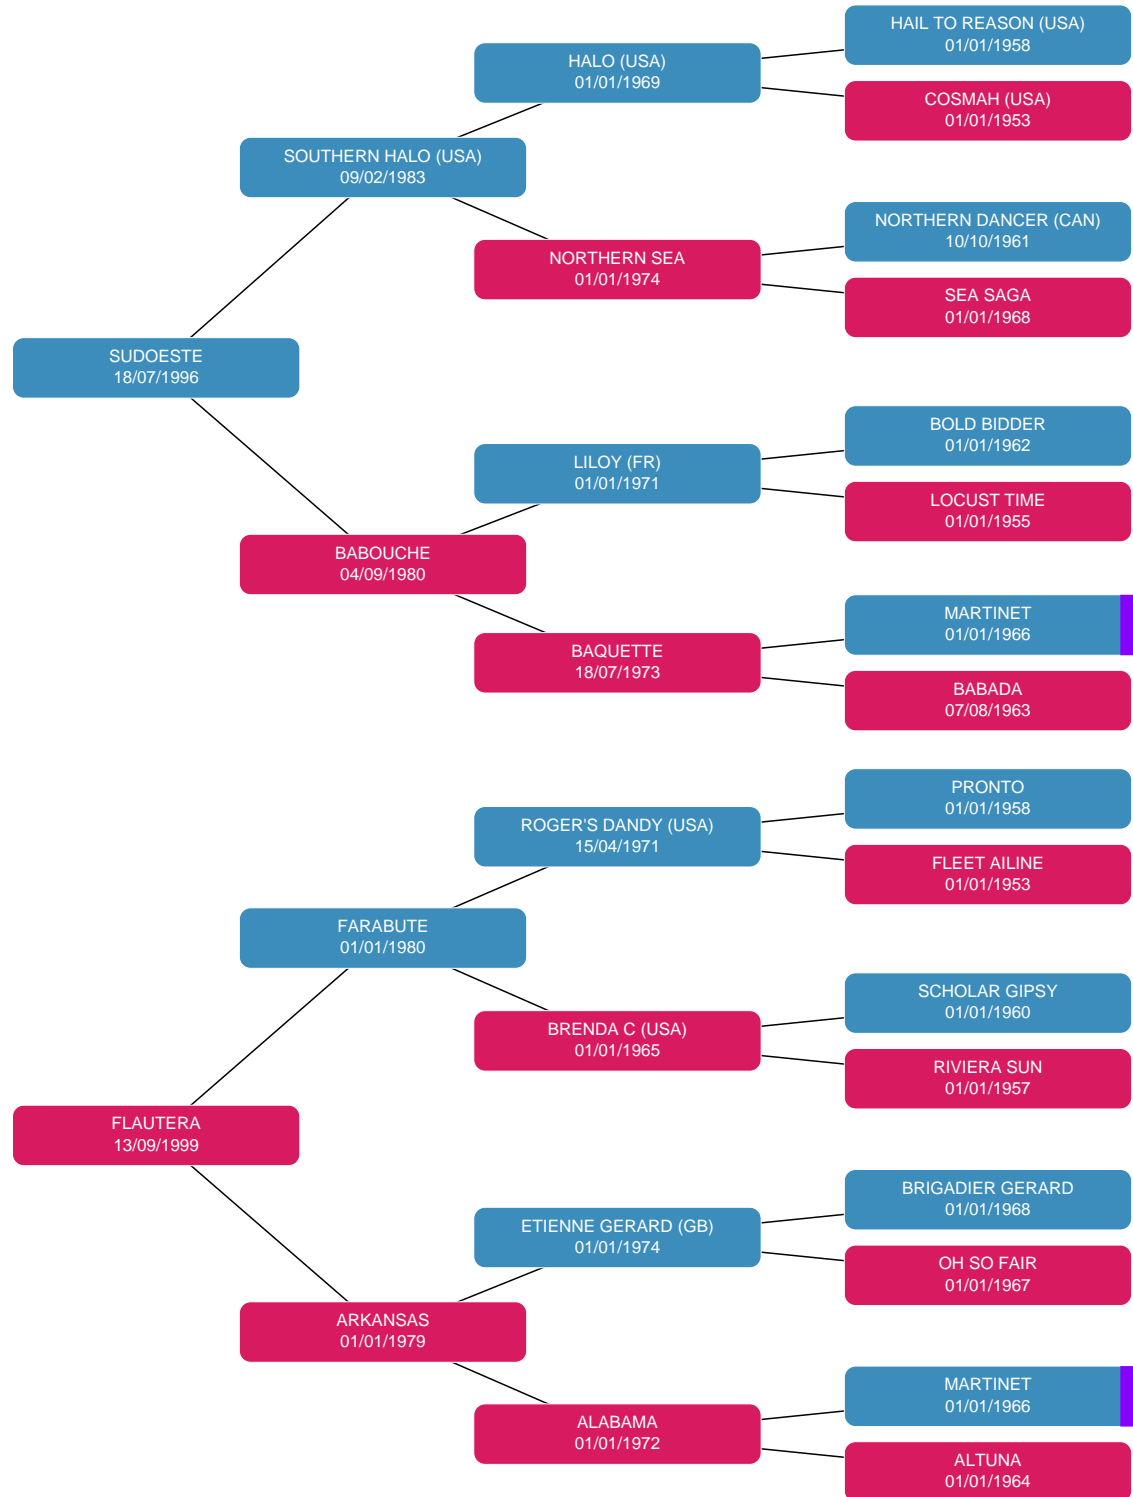 HAIL TO REASON (USA)
01/01/1958
HALO (USA)
01/01/1969
COSMAH (USA)
01/01/1953
SOUTHERN HALO (USA)
09/02/1983
NORTHERN DANCER (CAN)
10/10/1961
NORTHERN SEA
01/01/1974
SEA SAGA
01/01/1968
SUDOESTE
18/07/1996
BOLD BIDDER
01/01/1962
LILOY (FR)
01/01/1971
LOCUST TIME
01/01/1955
BABOUCHE
04/09/1980
MARTINET
01/01/1966
BAQUETTE
18/07/1973
BABADA
07/08/1963
PRONTO
01/01/1958
ROGER'S DANDY (USA)
15/04/1971
FLEET AILINE
01/01/1953
FARABUTE
01/01/1980
SCHOLAR GIPSY
01/01/1960
BRENDA C (USA)
01/01/1965
RIVIERA SUN
01/01/1957
FLAUTERA
13/09/1999
BRIGADIER GERARD
01/01/1968
ETIENNE GERARD (GB)
01/01/1974
OH SO FAIR
01/01/1967
ARKANSAS
01/01/1979
MARTINET
01/01/1966
ALABAMA
01/01/1972
ALTUNA
01/01/1964